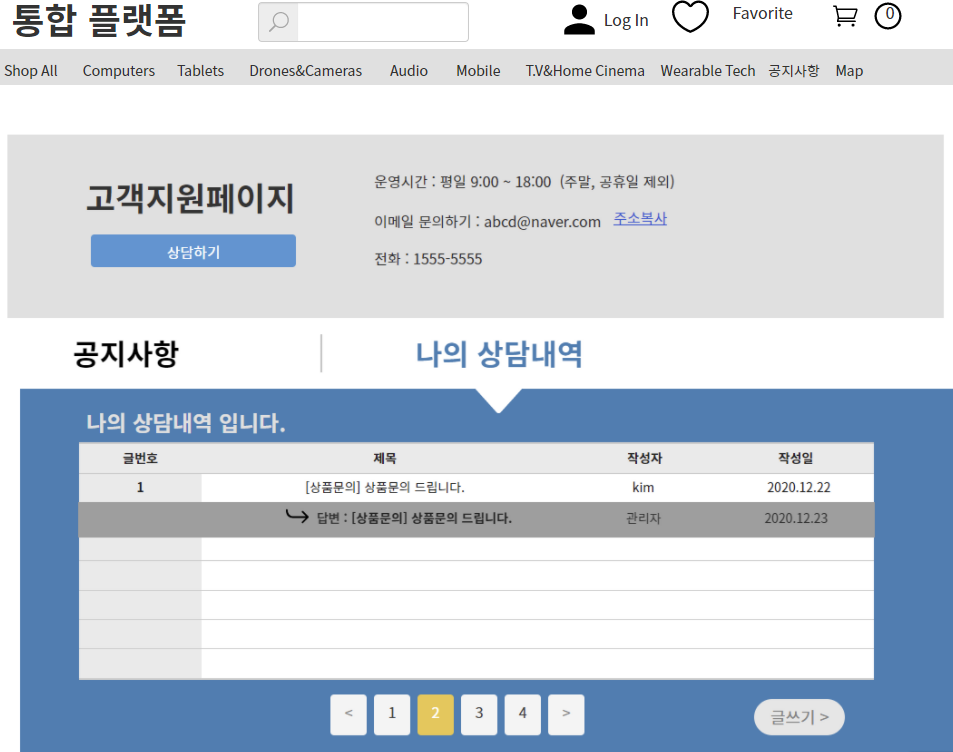 통합 플랫폼
Log In
Favorite
0
Shop All Computers Tablets Drones&Cameras Audio Mobile T.V&Home Cinema Wearable Tech 공지사항 Map
고객지원페이지
상담하기
운영시간 : 평일 9:00 ~ 18:00 (주말, 공휴일 제외)
이메일 문의하기 : abcd@naver.com 주소복사
전화 : 1555-5555
공지사항 나의 상담내역
나의 상담내역 입니다.
글번호 제목 작성자 작성일
1 [상품문의] 상품문의 드립니다. kim 2020.12.22
답변 : [상품문의] 상품문의 드립니다. 관리자 2020.12.23
< 1 2 3 4 >
글쓰기 >